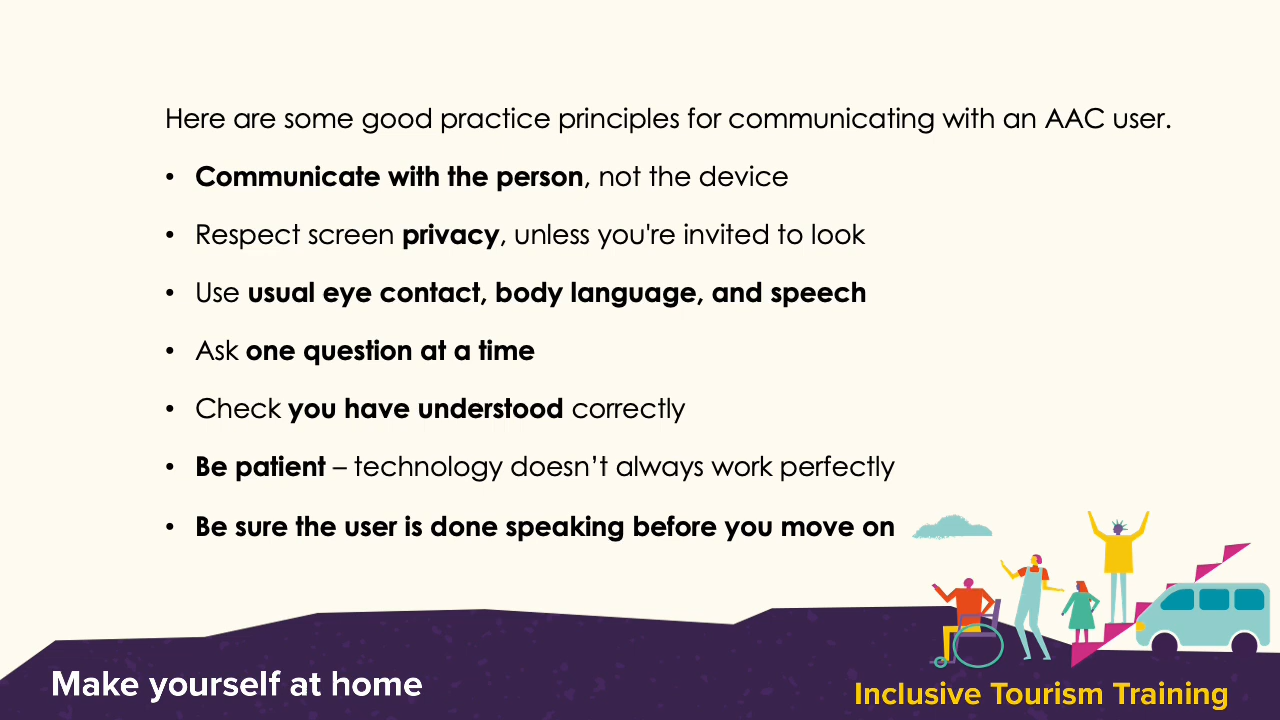 Here are some good practice principles for communicating with an AAC user.
• Communicate with the person, not the device
• Respect screen privacy, unless you're invited to look
• Use usual eye contact, body language, and speech
• Ask one question at a time
• Check you have understood correctly
• Be patient – technology doesn’t always work perfectly
• Be sure the user is done speaking before you move on
Make yourself at home
Inclusive Tourism Training